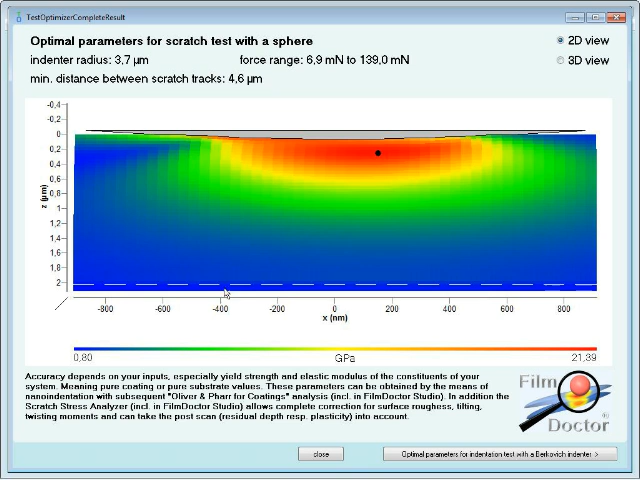 TestOptimizerCompleteResult
Optimal parameters for scratch test with a sphere
2D view
indenter radius: 3,7 µm force range: 6,9 mN to 139,0 mN
3D view
min. distance between scratch tracks: 4,6 µm
-0,4
-0,2
0
0,2
0,4
0,6
0,8
1
1,2
1,4
1,6
1,8
2
z (µm)
-800 -600 -400 -200 0 200 400 600 800
x (nm)
0,80 GPa 21,39
Accuracy depends on your inputs, especially yield strength and elastic modulus of the constituents of your
system. Meaning pure coating or pure substrate values. These parameters can be obtained by the means of
nanoindentation with subsequent "Oliver & Pharr for Coatings" analysis (incl. in FilmDoctor Studio). In addition the
Scratch Stress Analyzer (incl. in FilmDoctor Studio) allows complete correction for surface roughess, tilting,
twisting moments and can take the post scan (residual depth resp. plasticity) into account.
Film
Doctor
®
close
Optimal parameters for indentation test with a Berkovich indenter >